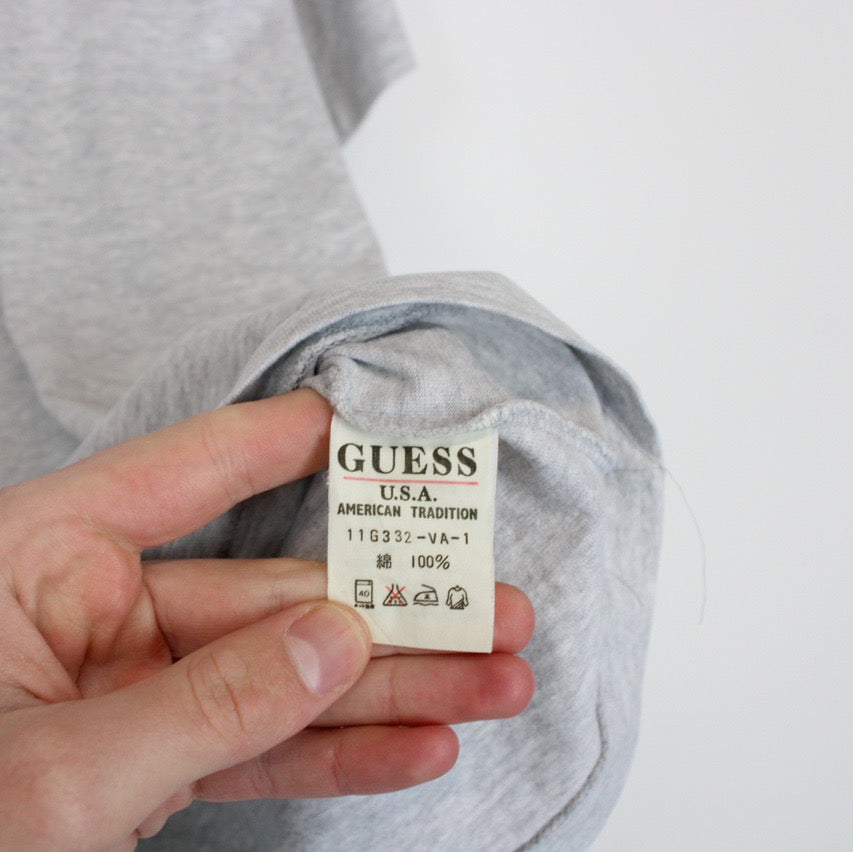 GUESS
U.S.A.
AMERICAN TRADITION
11G332-VA-1
綿 100%
40